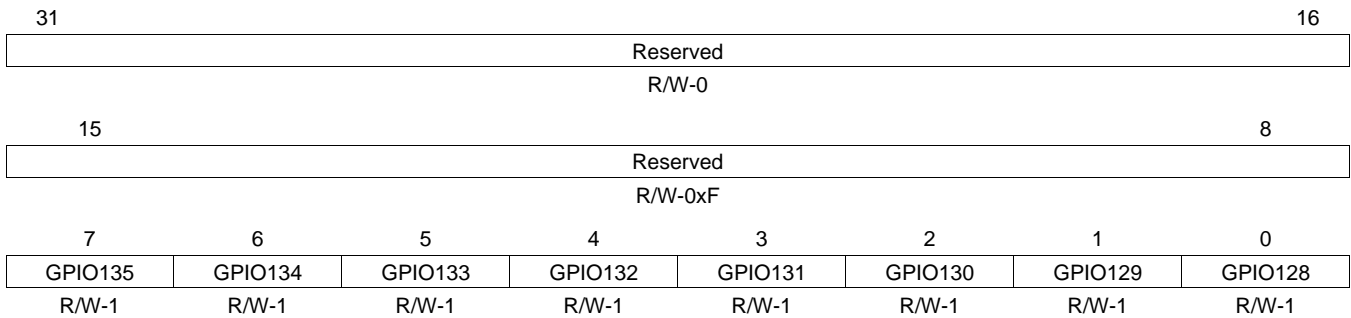 31 16
Reserved
R/W-0
15 8
Reserved
R/W-0xF
7 6 5 4 3 2 1 0
GPIO135 GPIO134 GPIO133 GPIO132 GPIO131 GPIO130 GPIO129 GPIO128
R/W-1 R/W-1 R/W-1 R/W-1 R/W-1 R/W-1 R/W-1 R/W-1